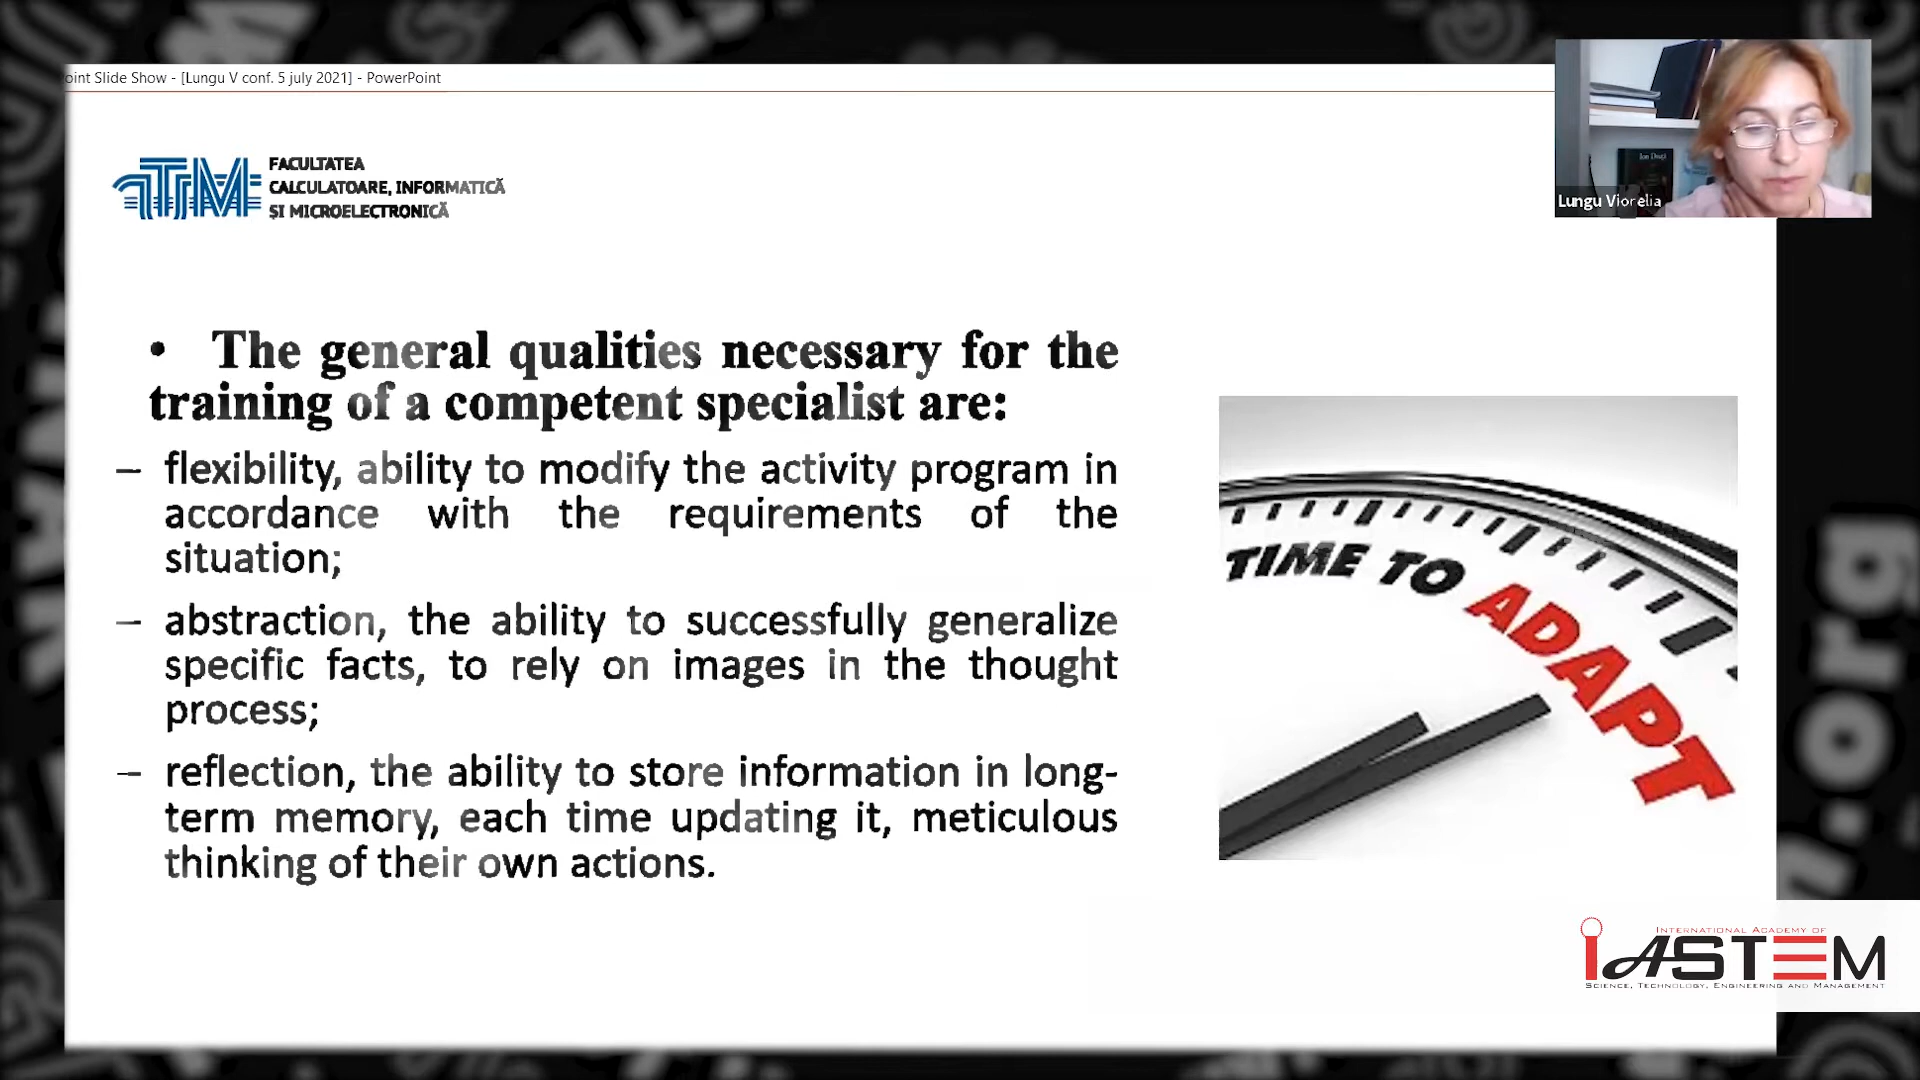 oint Slide Show - [Lungu V conf. 5 july 2021] - PowerPoint
TM
FACULTATEA
CALCULATOARE, INFORMATICĂ
ȘI MICROELECTRONICĂ
Lungu Viorelia
• The general qualities necessary for the
training of a competent specialist are:
– flexibility, ability to modify the activity program in
accordance with the requirements of the
situation;
– abstraction, the ability to successfully generalize
specific facts, to rely on images in the thought
process;
– reflection, the ability to store information in long-
term memory, each time updating it, meticulous
thinking of their own actions.
TIME TO ADAPT
INTERNATIONAL ACADEMY OF
iASTEM
SCIENCE, TECHNOLOGY, ENGINEERING AND MANAGEMENT
.org